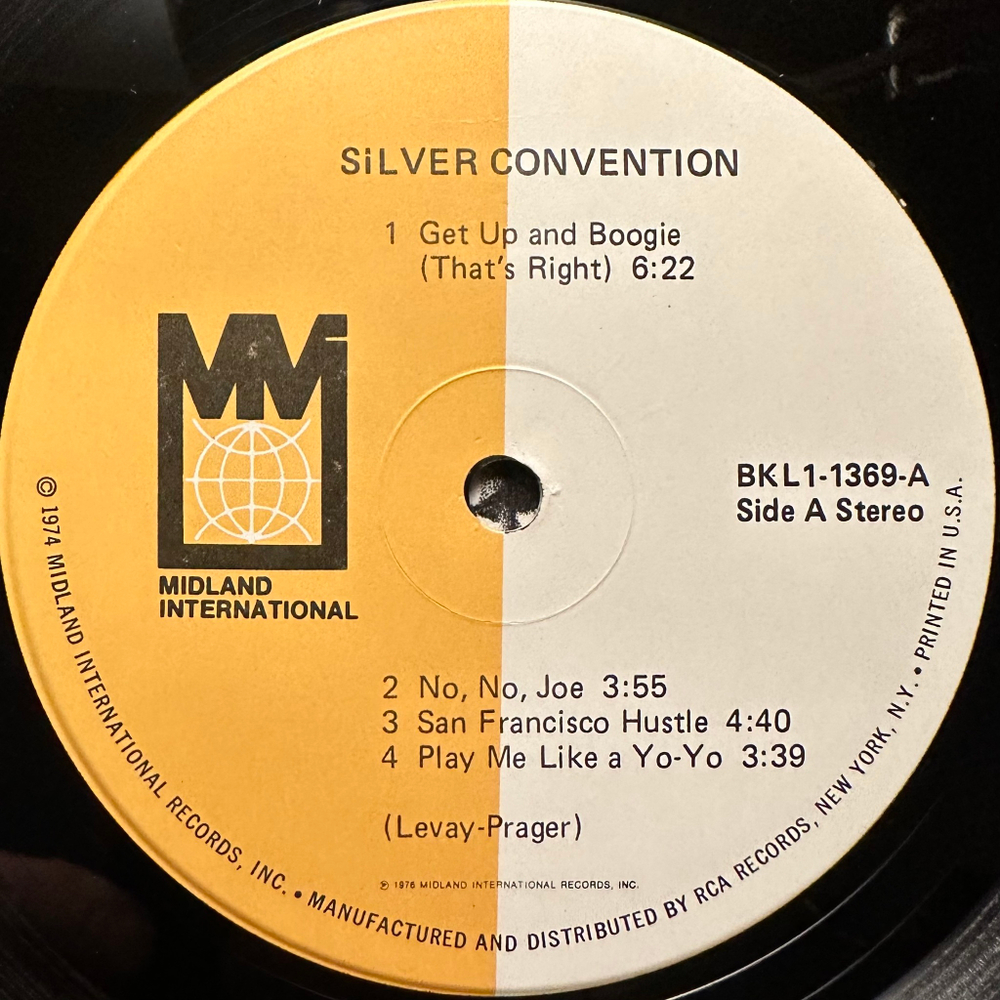 SiLVER CONVENTION
1 Get Up and Boogie
(That's Right) 6:22
MM
MIDLAND
INTERNATIONAL
BKL1-1369-A
Side A Stereo
2 No, No, Joe 3:55
3 San Francisco Hustle 4:40
4 Play Me Like a Yo-Yo 3:39
(Levay-Prager)
℗ 1976 MIDLAND INTERNATIONAL RECORDS, INC.
© 1974 MIDLAND INTERNATIONAL RECORDS, INC. • MANUFACTURED AND DISTRIBUTED BY RCA RECORDS, NEW YORK, N.Y. • PRINTED IN U.S.A.